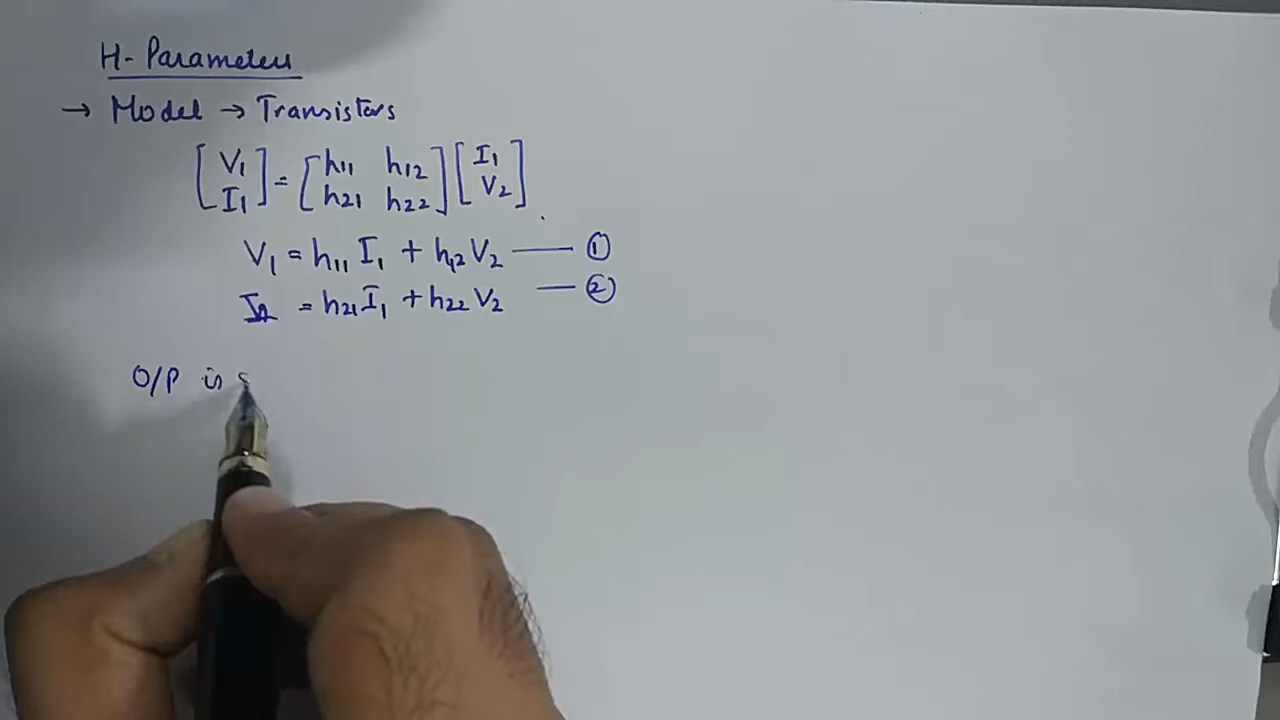 H- Parameters
→ Model → Transistors
[V1 I1] = [h11 h12 h21 h22] [I1 V2]
V1 = h11 I1 + h12 V2 —— ①
I2 = h21 I1 + h22 V2 — ②
O/P is s